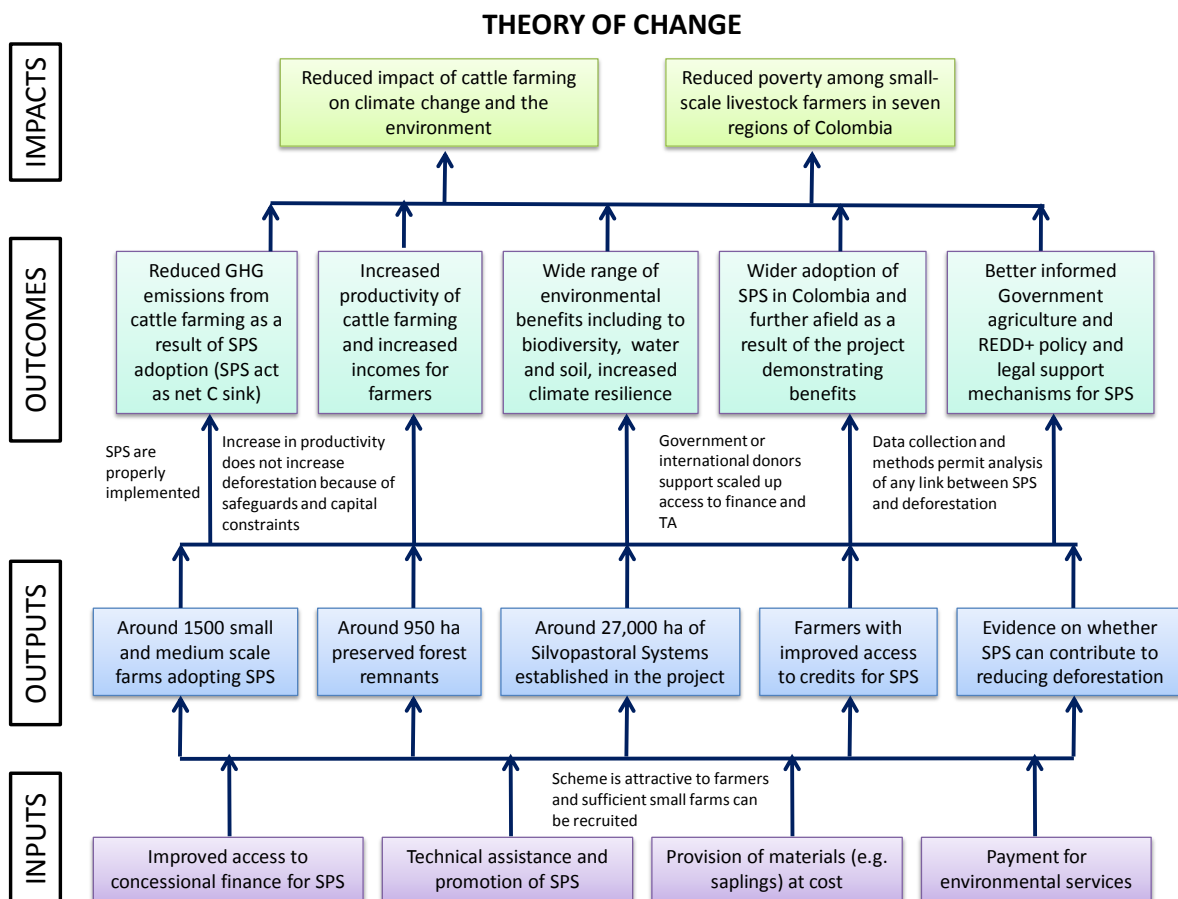 THEORY OF CHANGE
IMPACTS
Reduced impact of cattle farming
on climate change and the
environment
Reduced poverty among small-
scale livestock farmers in seven
regions of Colombia
OUTCOMES
Reduced GHG
emissions from
cattle farming as a
result of SPS
adoption (SPS act
as net C sink)
Increased
productivity of
cattle farming
and increased
incomes for
farmers
Wide range of
environmental
benefits including to
biodiversity, water
and soil, increased
climate resilience
Wider adoption of
SPS in Colombia and
further afield as a
result of the project
demonstrating
benefits
Better informed
Government
agriculture and
REDD+ policy and
legal support
mechanisms for SPS
SPS are
properly
implemented
Increase in productivity
does not increase
deforestation because of
safeguards and capital
constraints
Government or
international donors
support scaled up
access to finance and
TA
Data collection and
methods permit analysis
of any link between SPS
and deforestation
OUTPUTS
Around 1500 small
and medium scale
farms adopting SPS
Around 950 ha
preserved forest
remnants
Around 27,000 ha of
Silvopastoral Systems
established in the project
Farmers with
improved access
to credits for SPS
Evidence on whether
SPS can contribute to
reducing deforestation
Scheme is attractive to farmers
and sufficient small farms can
be recruited
INPUTS
Improved access to
concessional finance for SPS
Technical assistance and
promotion of SPS
Provision of materials (e.g.
saplings) at cost
Payment for
environmental services